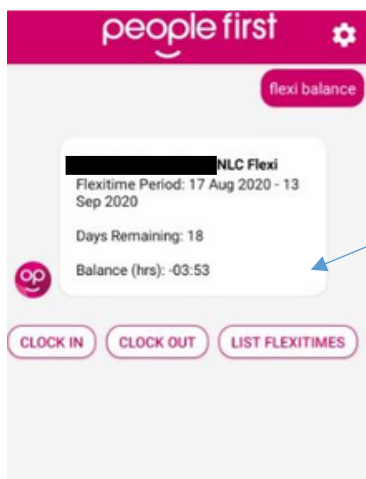 people first
flexi balance
NLC Flexi
Flexitime Period: 17 Aug 2020 - 13
Sep 2020
Days Remaining: 18
Balance (hrs): -03:53
op
CLOCK IN
CLOCK OUT
LIST FLEXITIMES